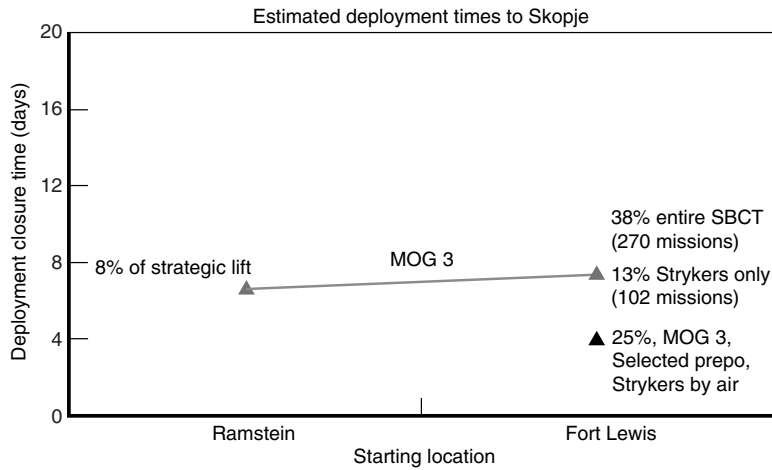 Estimated deployment times to Skopje
Deployment closure time (days)
20
16
12
8
4
0
8% of strategic lift
MOG 3
38% entire SBCT
(270 missions)
13% Strykers only
(102 missions)
25%, MOG 3,
Selected prepo,
Strykers by air
Ramstein
Fort Lewis
Starting location